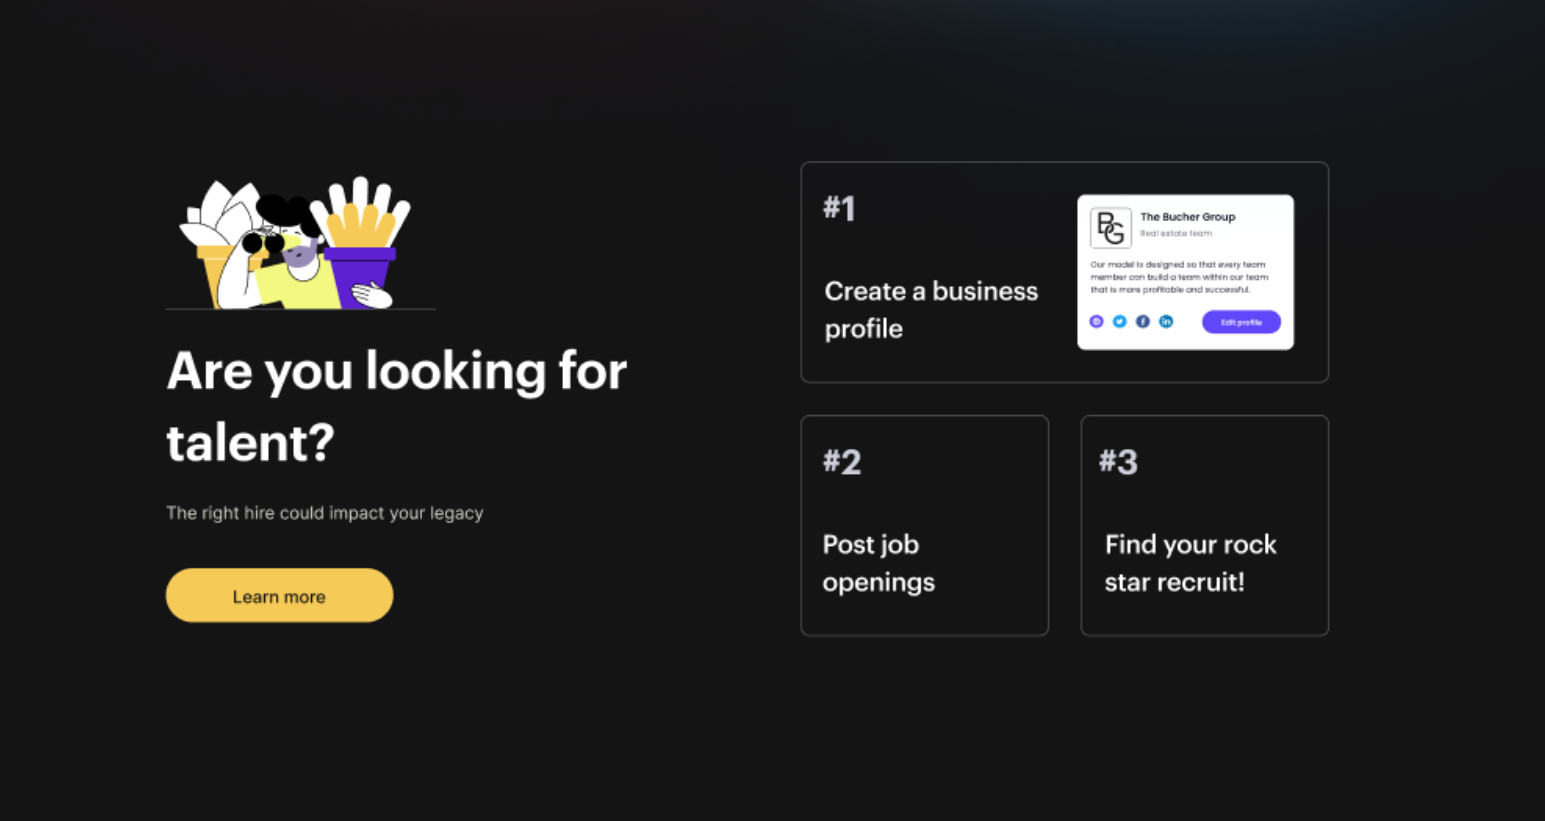 Are you looking for
talent?
The right hire could impact your legacy
Learn more
#1
Create a business
profile
BG
The Bucher Group
Real estate team
Our model is designed so that every team
member can build a team within our team
that is more profitable and successful.
Edit profile
#2
Post job
openings
#3
Find your rock
star recruit!